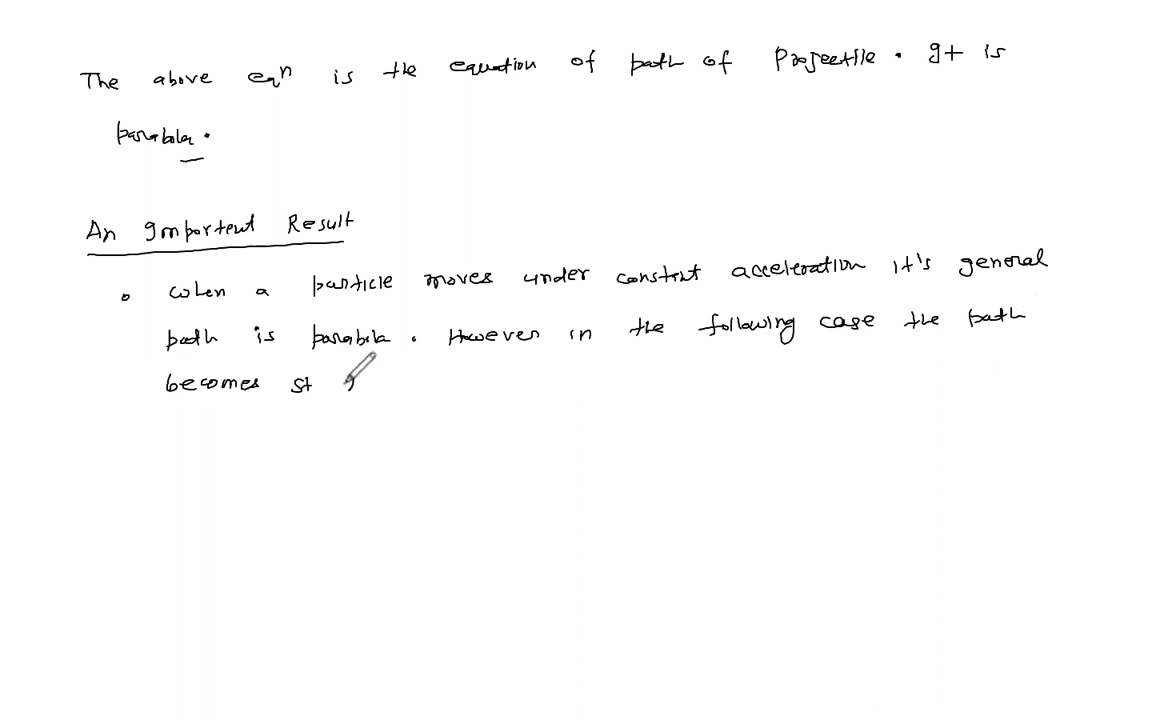 The above eqn is the equation of path of Projectile. It is
parabola.
An Important Result
• when a particle moves under constant acceleration it's general
path is parabola. However in the following case the path
becomes st